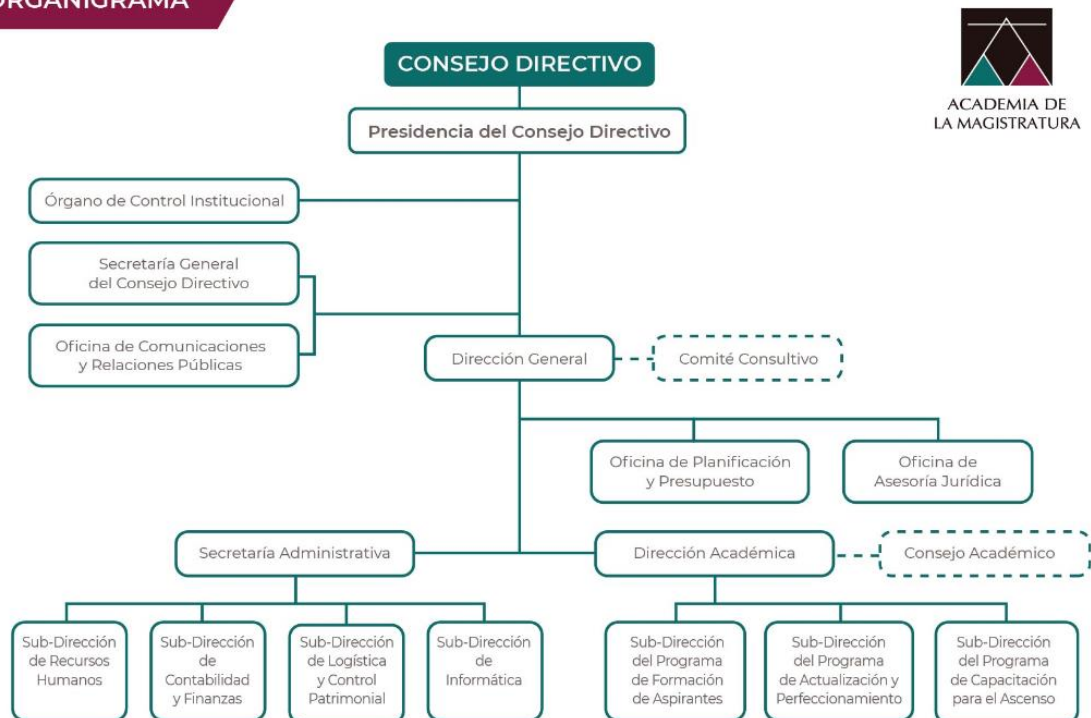 ORGANIGRAMA
CONSEJO DIRECTIVO
ACADEMIA DE
LA MAGISTRATURA
Presidencia del Consejo Directivo
Órgano de Control Institucional
Secretaría General
del Consejo Directivo
Oficina de Comunicaciones
y Relaciones Públicas
Dirección General
Comité Consultivo
Oficina de Planificación
y Presupuesto
Oficina de
Asesoría Jurídica
Secretaría Administrativa
Dirección Académica
Consejo Académico
Sub-Dirección
de Recursos
Humanos
Sub-Dirección
de
Contabilidad
y Finanzas
Sub-Dirección
de Logística
y Control
Patrimonial
Sub-Dirección
de
Informática
Sub-Dirección
del Programa
de Formación
de Aspirantes
Sub-Dirección
del Programa
de Actualización y
Perfeccionamiento
Sub-Dirección
del Programa
de Capacitación
para el Ascenso